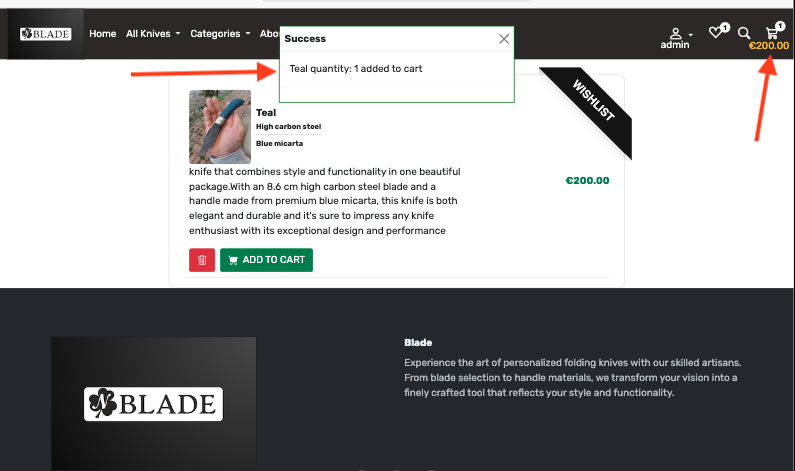 BLADE
Home
All Knives
Categories
Abo
admin
1
1
€200.00
Success
Teal quantity: 1 added to cart
WISHLIST
Teal
High carbon steel
Blue micarta
knife that combines style and functionality in one beautiful
package.With an 8.6 cm high carbon steel blade and a
handle made from premium blue micarta, this knife is both
elegant and durable and it's sure to impress any knife
enthusiast with its exceptional design and performance
€200.00
ADD TO CART
N BLADE
Blade
Experience the art of personalized folding knives with our skilled artisans.
From blade selection to handle materials, we transform your vision into a
finely crafted tool that reflects your style and functionality.